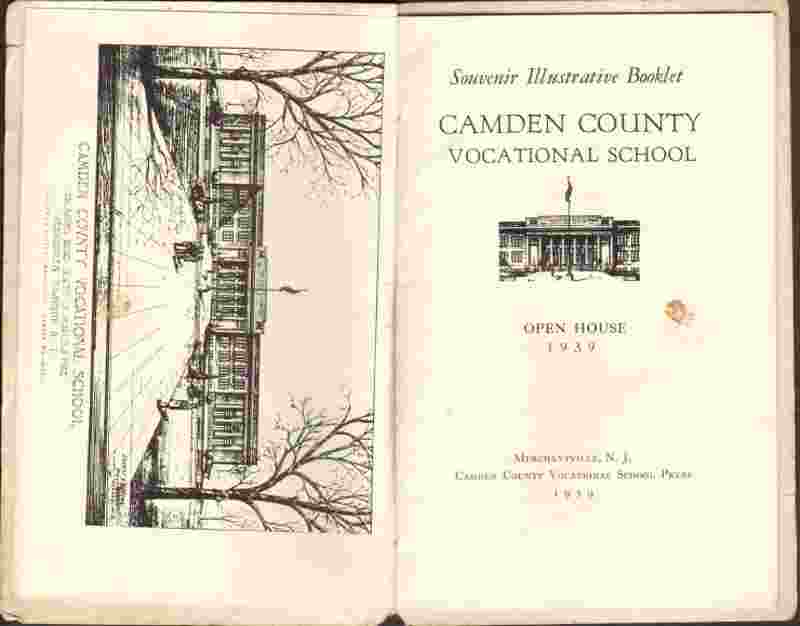 CAMDEN COUNTY VOCATIONAL SCHOOL
Souvenir Illustrative Booklet
CAMDEN COUNTY
VOCATIONAL SCHOOL
OPEN HOUSE
1939
MERCHANTVILLE, N. J.
CAMDEN COUNTY VOCATIONAL SCHOOL PRESS
1939